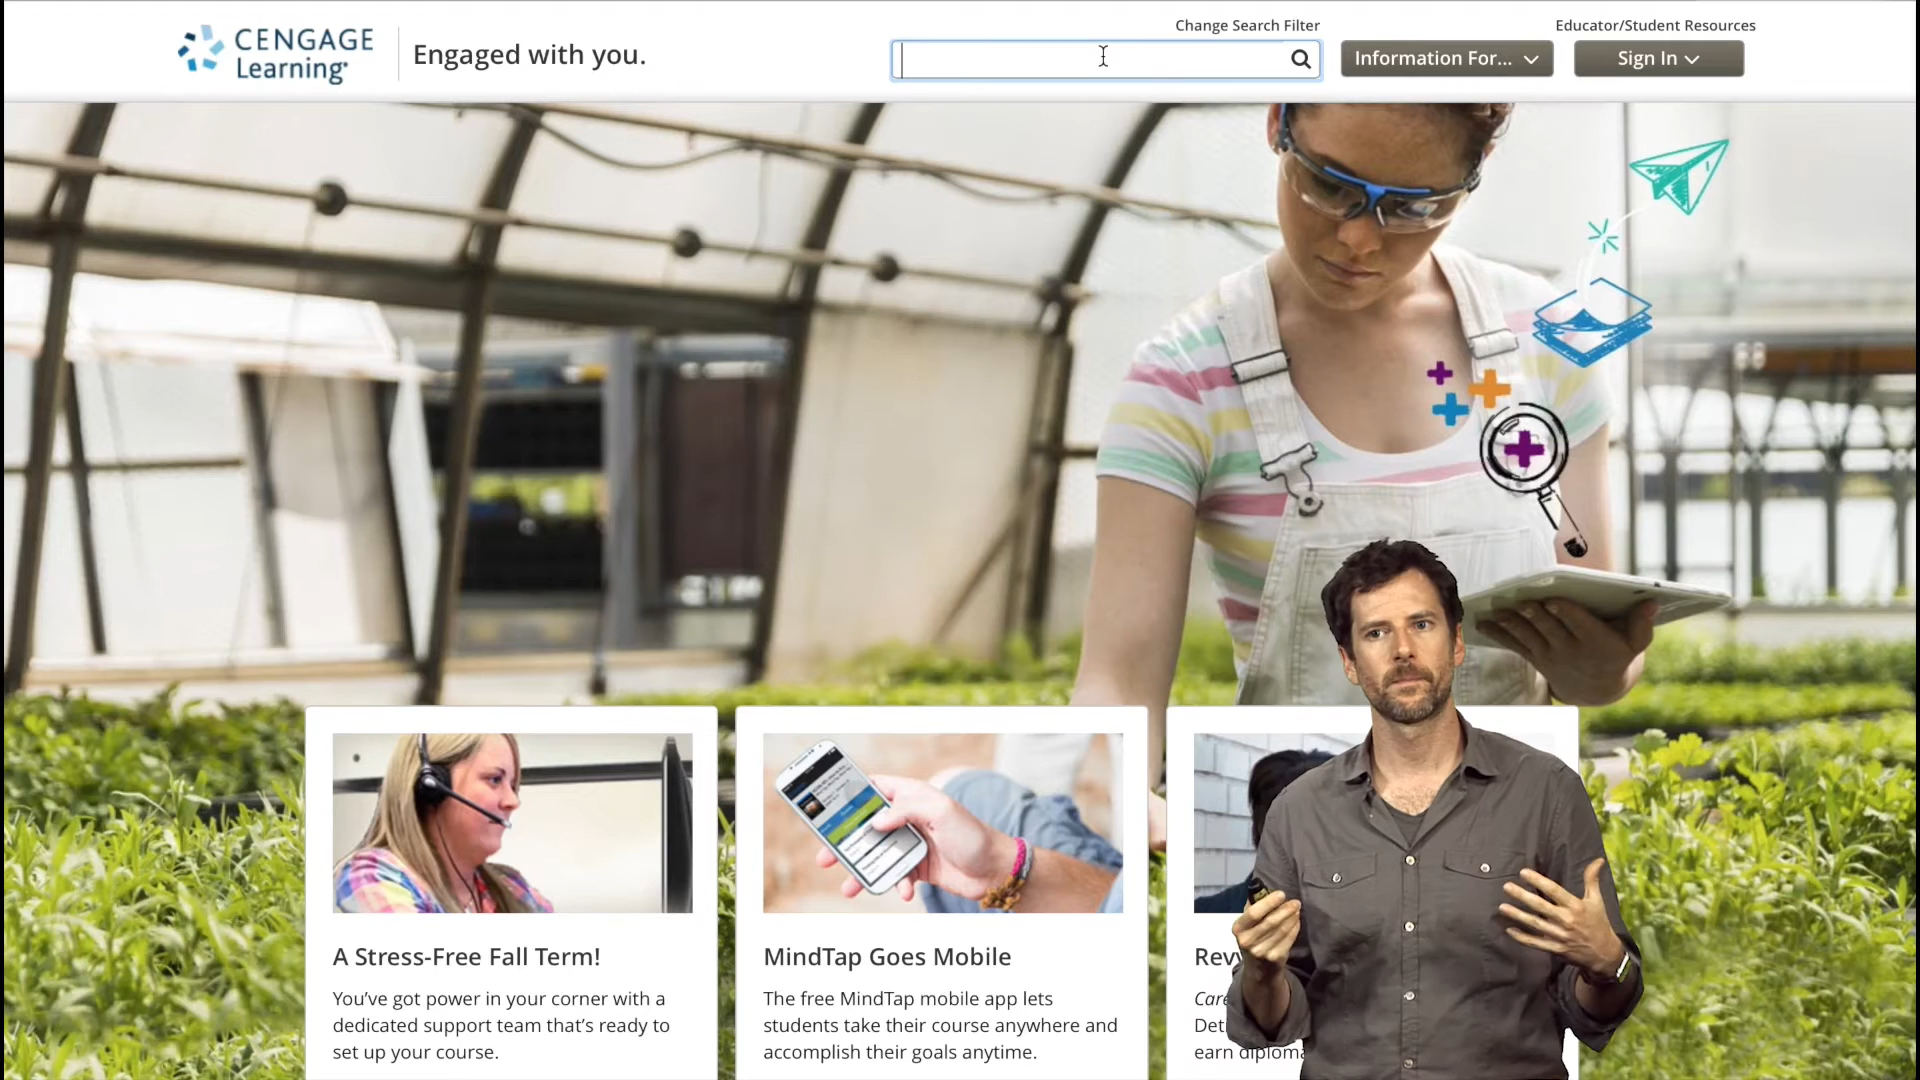 Change Search Filter
Educator/Student Resources
CENGAGE
Learning
Engaged with you.
Information For...
Sign In
A Stress-Free Fall Term!
You've got power in your corner with a
dedicated support team that's ready to
set up your course.
MindTap Goes Mobile
The free MindTap mobile app lets
students take their course anywhere and
accomplish their goals anytime.
earn